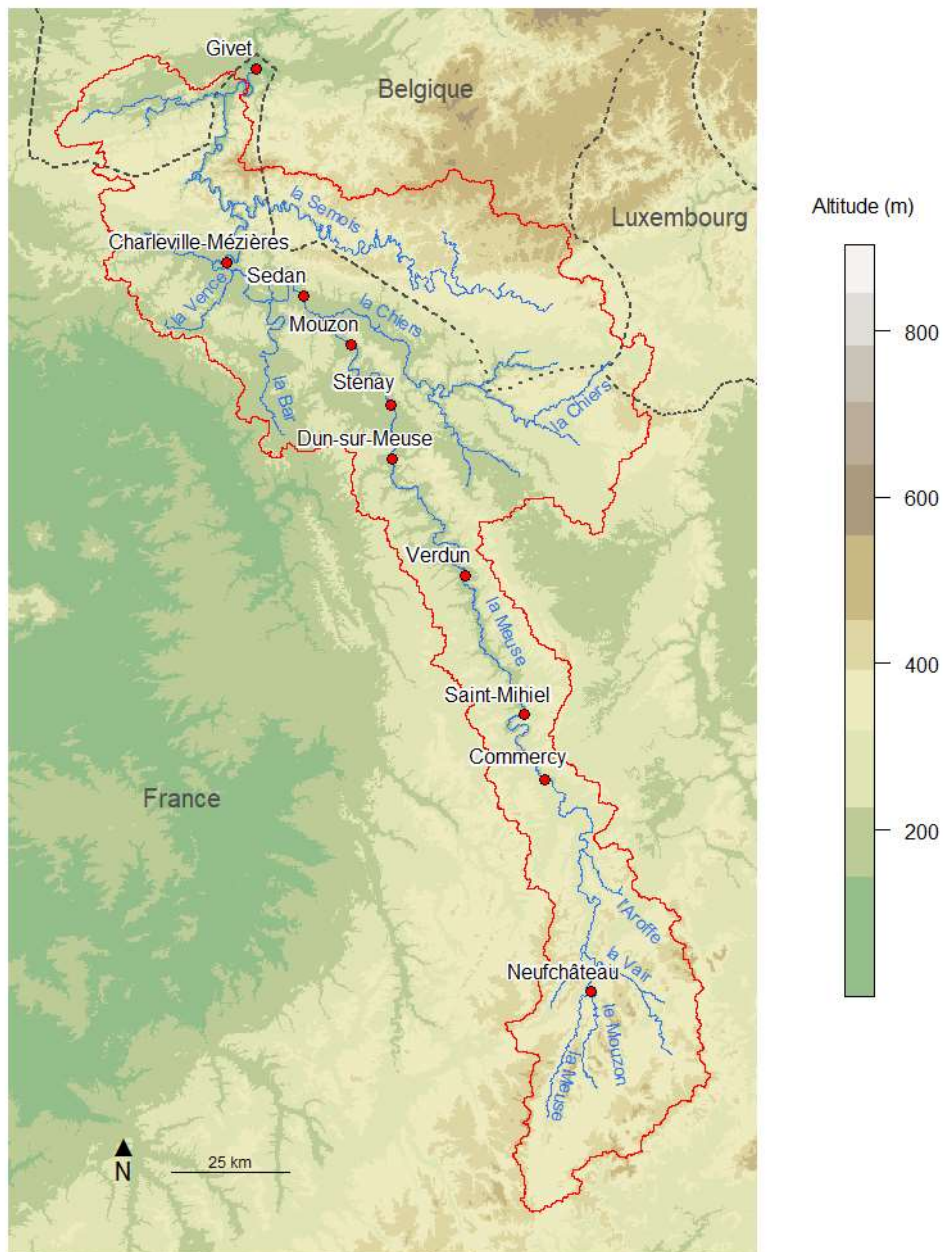 Givet
Belgique
la Semois
Luxembourg
Altitude (m)
Charleville-Mézières
Sedan
la Vence
la Chiers
Mouzon
800
la Bar
Stenay
la Chiers
Dun-sur-Meuse
600
Verdun
la Meuse
400
Saint-Mihiel
Commercy
France
200
l'Aroffe
la Vair
Neufchâteau
le Mouzon
la Meuse
N
25 km